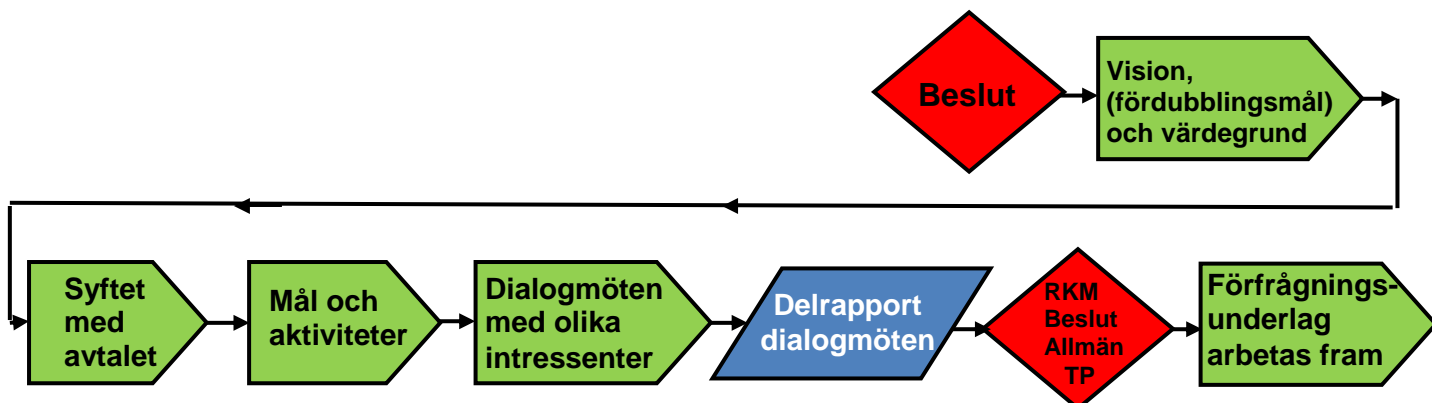 Beslut
Vision,
(fördubblingsmål)
och värdegrund
Syftet
med
avtalet
Mål och
aktiviteter
Dialogmöten
med olika
intressenter
Delrapport
dialogmöten
RKM
Beslut
Allmän
TP
Förfrågnings-
underlag
arbetas fram